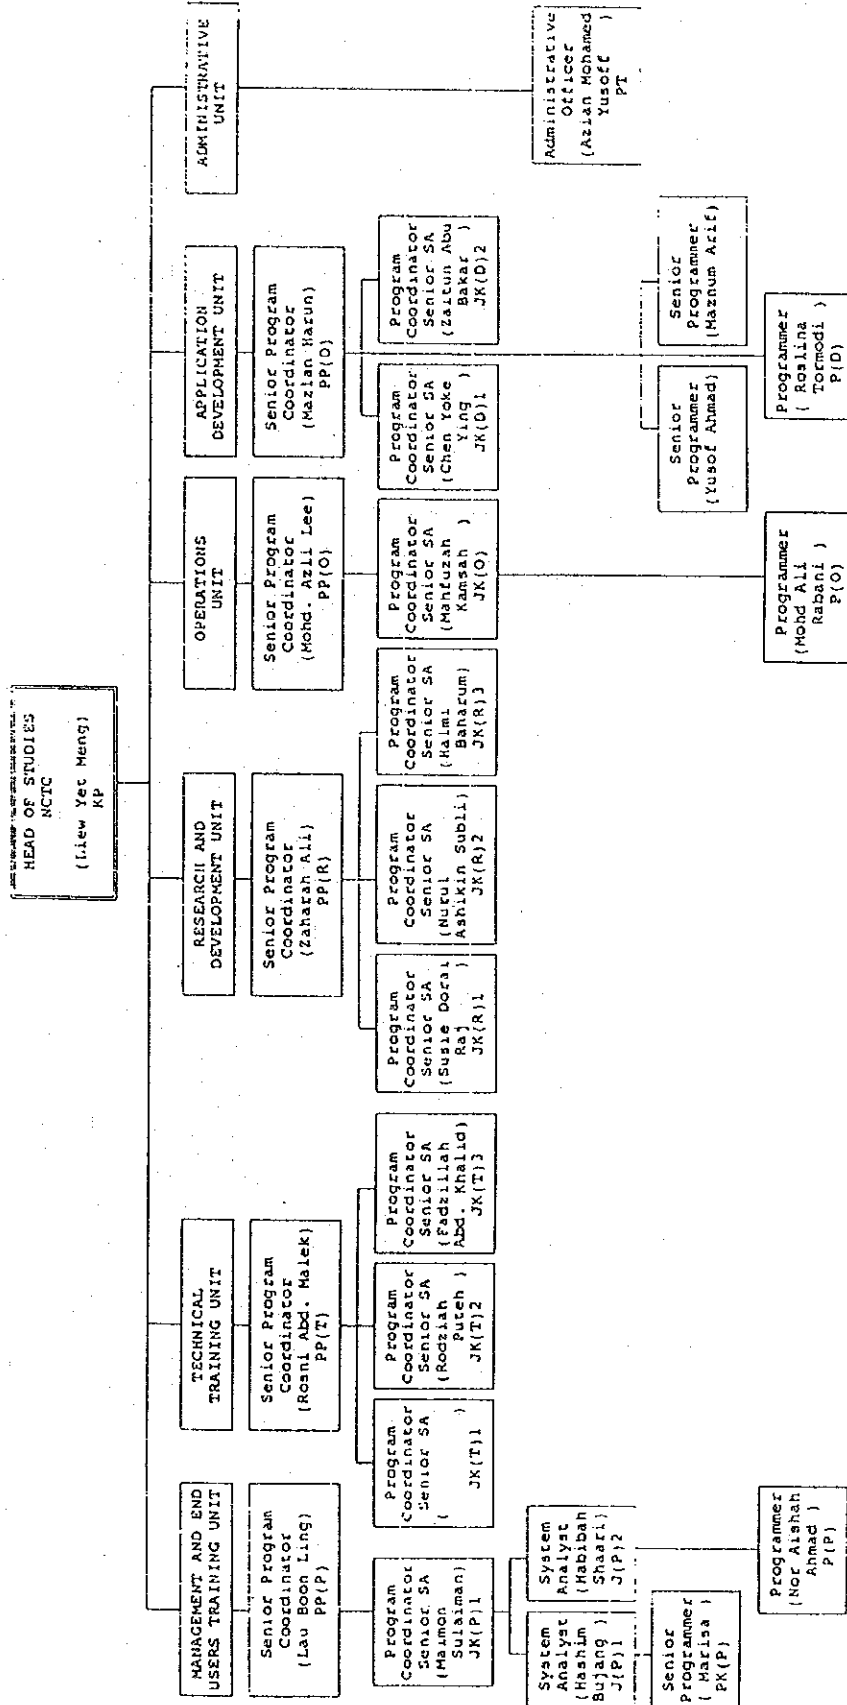 HEAD OF STUDIES
NCTC
(Liew Yet Meng)
KP
MANAGEMENT AND END
USERS TRAINING UNIT
Senior Program
Coordinator
(Lau Boon Ling)
PP(P)
Program
Coordinator
Senior SA
(Maimon
Sulaiman)
JK(P)1
System
Analyst
(Hashim
Bujang )
J(P)1
System
Analyst
(Habibah
Shaari)
J(P)2
Senior
Programmer
( Marisa )
PK(P)
Programmer
(Nor Aishah
Ahmad )
P(P)
TECHNICAL
TRAINING UNIT
Senior Program
Coordinator
(Rosni Abd. Malek)
PP(T)
Program
Coordinator
Senior SA
( )
JK(T)1
Program
Coordinator
Senior SA
(Rodziah
Puteh )
JK(T)2
Program
Coordinator
Senior SA
(Fadzillah
Abd. Khalid)
JK(T)3
RESEARCH AND
DEVELOPMENT UNIT
Senior Program
Coordinator
(Zaharah Ali)
PP(R)
Program
Coordinator
Senior SA
(Susie Dorai
Raj )
JK(R)1
Program
Coordinator
Senior SA
(Nurul
Ashikin Subli)
JK(R)2
Program
Coordinator
Senior SA
(Halmi
Baharum)
JK(R)3
OPERATIONS
UNIT
Senior Program
Coordinator
(Mohd. Azli Lee)
PP(O)
Program
Coordinator
Senior SA
(Mahfuzah
Kamsah )
JK(O)
Programmer
(Mohd Ali
Rabani )
P(O)
APPLICATION
DEVELOPMENT UNIT
Senior Program
Coordinator
(Mazlan Harun)
PP(D)
Program
Coordinator
Senior SA
(Chen Yoke
Ying )
JK(D)1
Program
Coordinator
Senior SA
(Zaitun Abu
Bakar )
JK(D)2
Senior
Programmer
(Yusof Ahmad)
Senior
Programmer
(Maznum Arif)
Programmer
( Roslina
Tormodi )
P(D)
ADMINISTRATIVE
UNIT
Administrative
Officer
(Azian Mohamed
Yusoff )
PT